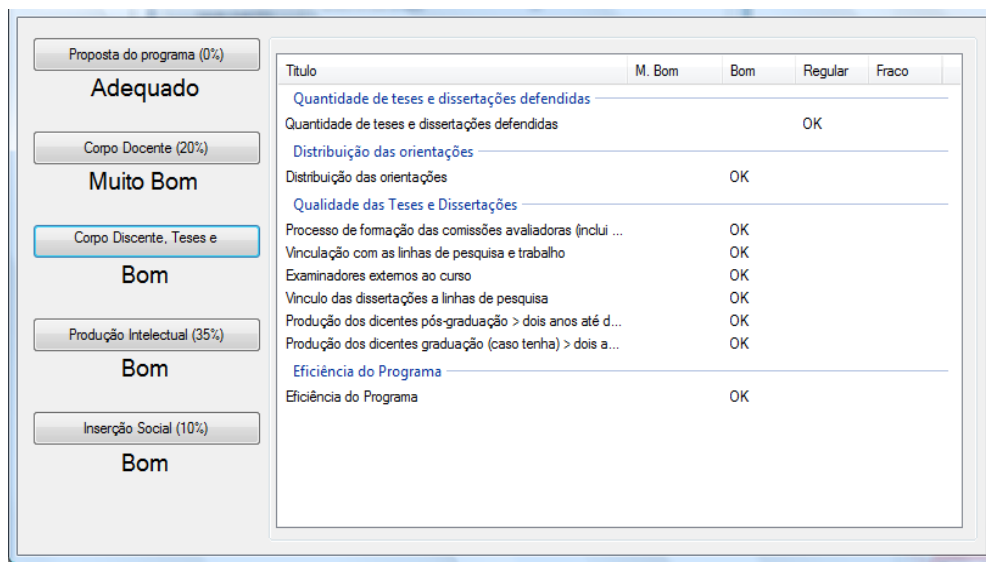 Proposta do programa (0%)
Adequado
Corpo Docente (20%)
Muito Bom
Corpo Discente, Teses e
Bom
Produção Intelectual (35%)
Bom
Inserção Social (10%)
Bom
Titulo M. Bom Bom Regular Fraco
Quantidade de teses e dissertações defendidas
Quantidade de teses e dissertações defendidas OK
Distribuição das orientações
Distribuição das orientações OK
Qualidade das Teses e Dissertações
Processo de formação das comissões avaliadoras (inclui ... OK
Vinculação com as linhas de pesquisa e trabalho OK
Examinadores externos ao curso OK
Vinculo das dissertações a linhas de pesquisa OK
Produção dos dicentes pós-graduação > dois anos até d... OK
Produção dos dicentes graduação (caso tenha) > dois a... OK
Eficiência do Programa
Eficiência do Programa OK